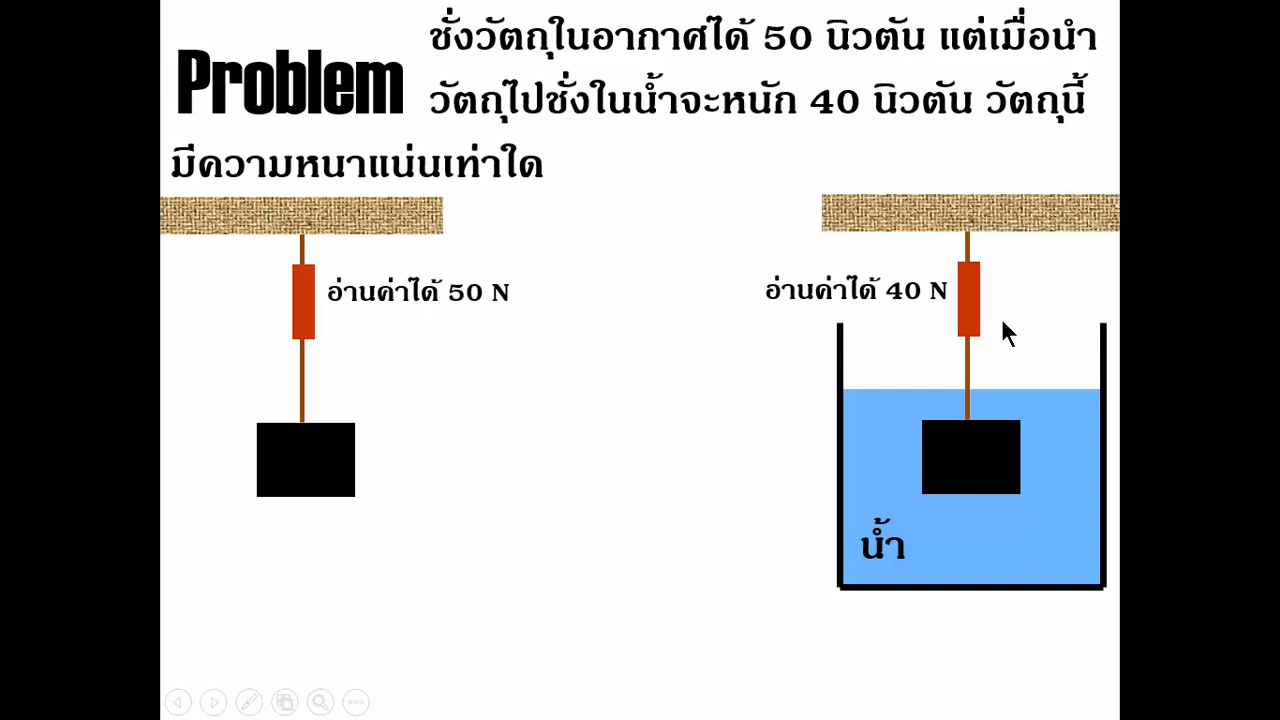 Problem
ชั่งวัตถุในอากาศได้ 50 นิวตัน แต่เมื่อนำ
วัตถุไปชั่งในน้ำจะหนัก 40 นิวตัน วัตถุนี้
มีความหนาแน่นเท่าใด
อ่านค่าได้ 50 N
อ่านค่าได้ 40 N
น้ำ